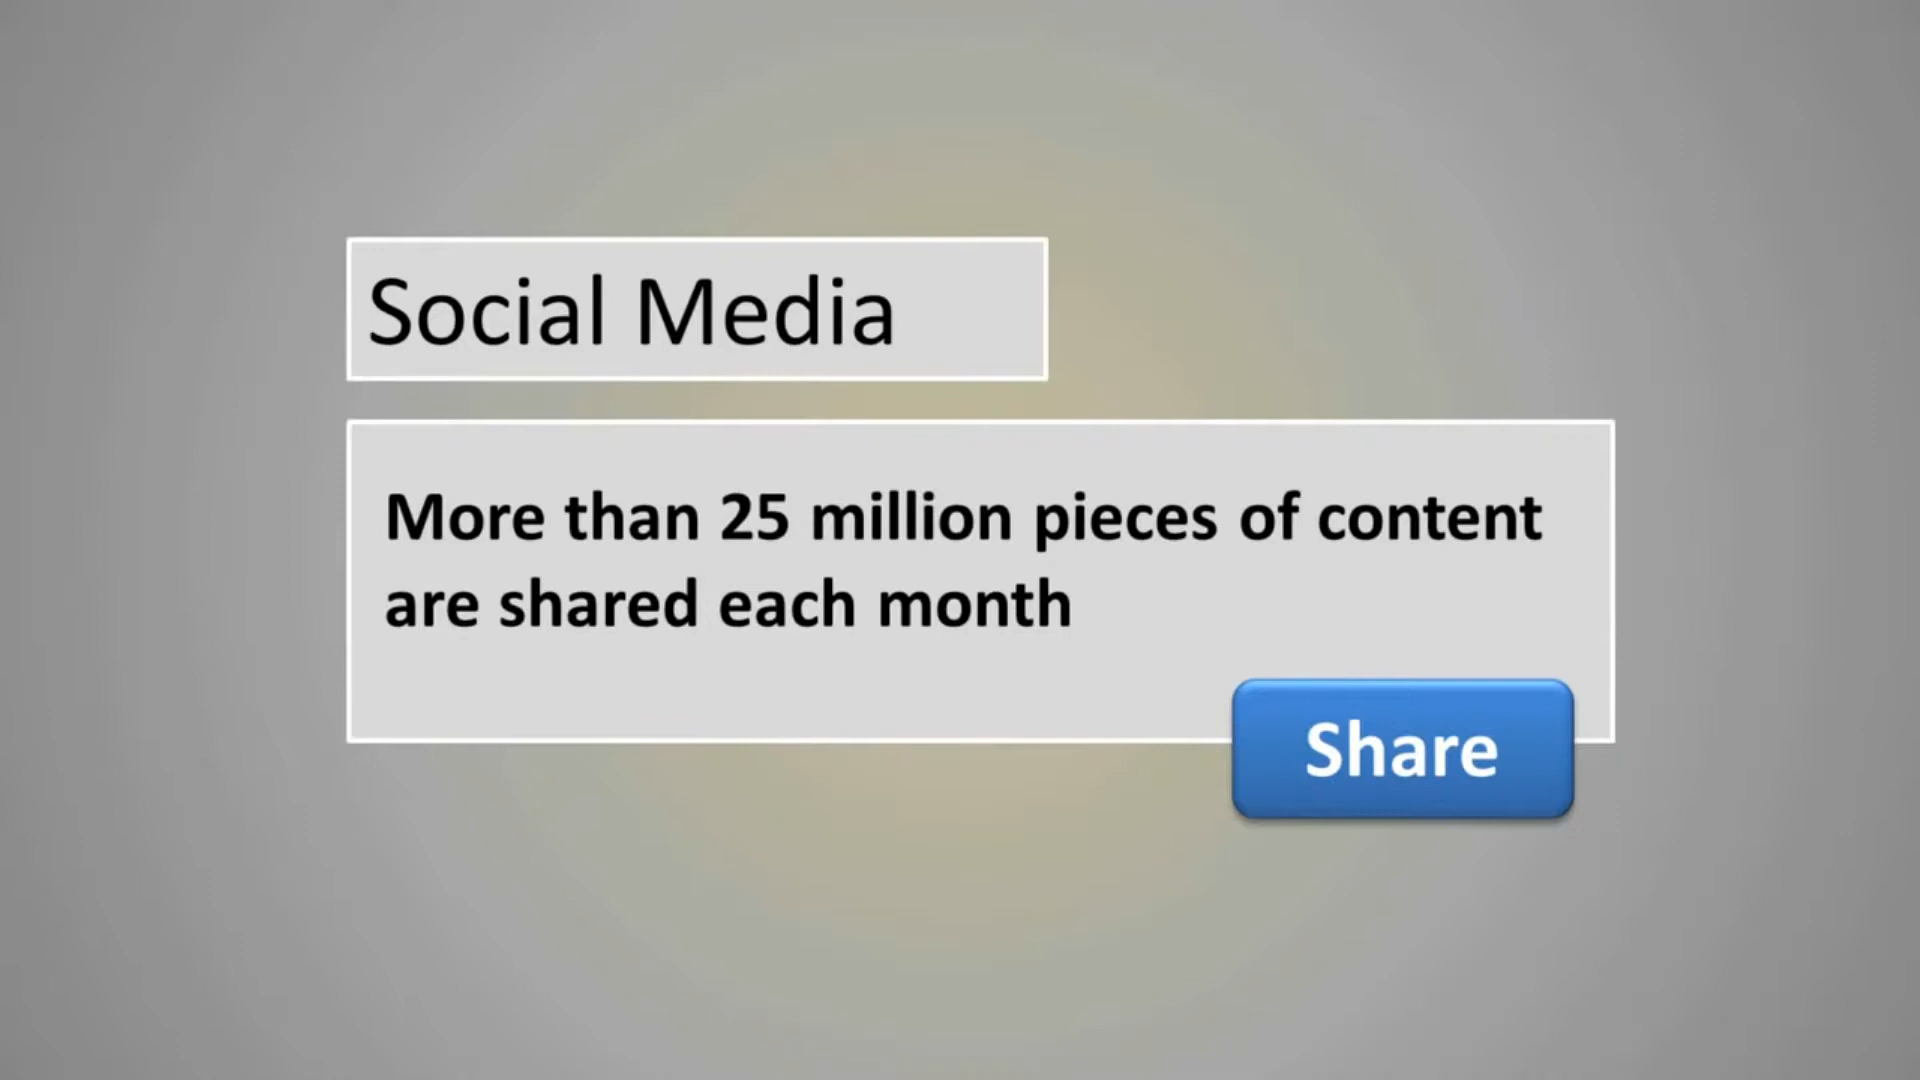 Social Media
More than 25 million pieces of content
are shared each month
Share